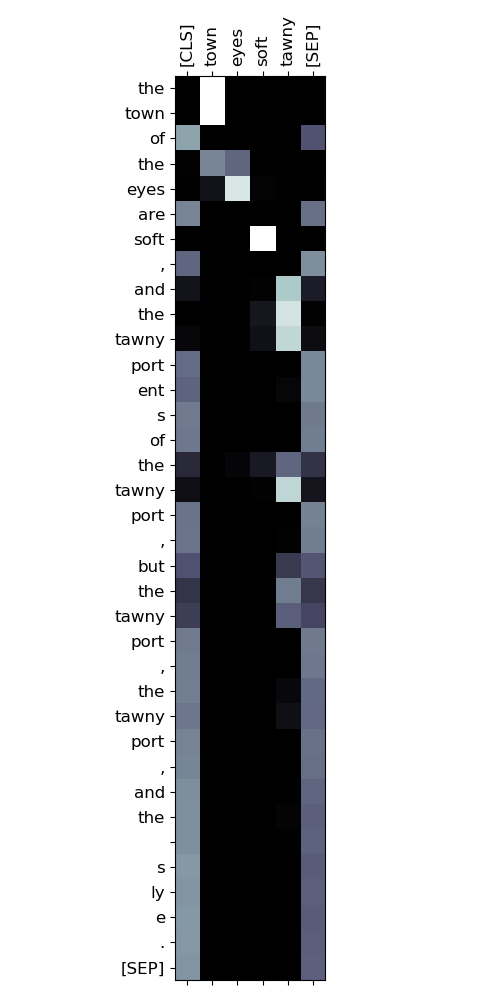 [CLS] town eyes soft tawny [SEP]
the
town
of
the
eyes
are
soft
,
and
the
tawny
port
ent
s
of
the
tawny
port
,
but
the
tawny
port
,
the
tawny
port
,
and
the
s
ly
e
.
[SEP]